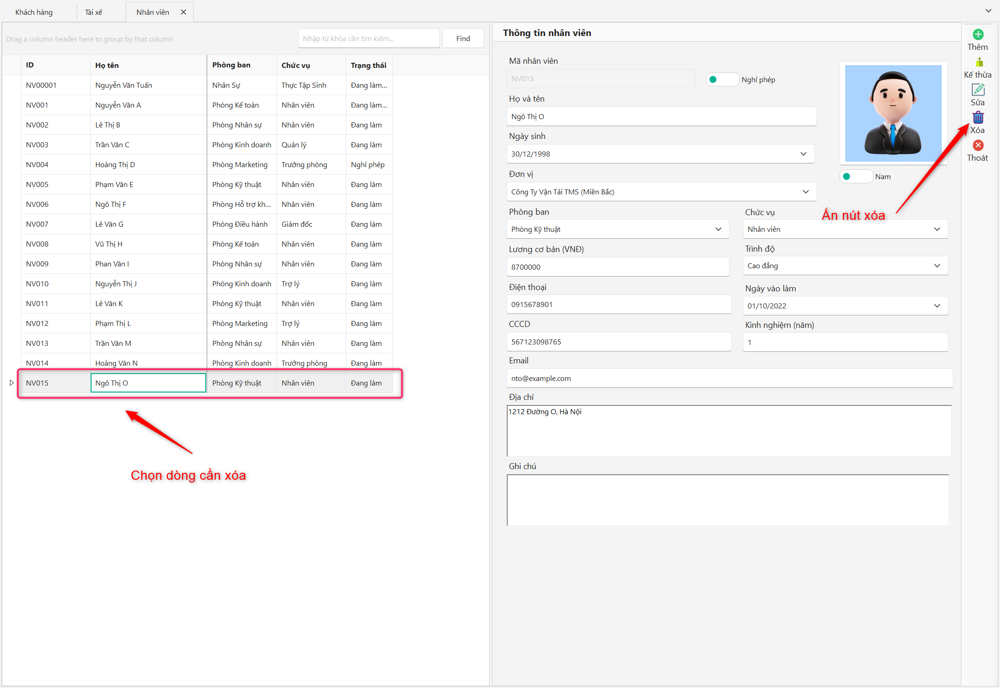 Khách hàng
Tài xế
Nhân viên
Drag a column header here to group by that column
Nhập từ khóa cần tìm kiếm...
Find
ID Họ tên Phòng ban Chức vụ Trạng thái
NV00001 Nguyễn Văn Tuấn Nhân Sự Thực Tập Sinh Đang làm...
NV001 Nguyễn Văn A Phòng Kế toán Nhân viên Đang làm...
NV002 Lê Thị B Phòng Nhân sự Nhân viên Đang làm
NV003 Trần Văn C Phòng Kinh doanh Quản lý Đang làm
NV004 Hoàng Thị D Phòng Marketing Trưởng phòng Nghỉ phép
NV005 Phạm Văn E Phòng Kỹ thuật Nhân viên Đang làm
NV006 Ngô Thị F Phòng Hỗ trợ kh... Nhân viên Đang làm
NV007 Lê Văn G Phòng Điều hành Giám đốc Đang làm
NV008 Vũ Thị H Phòng Kế toán Nhân viên Đang làm
NV009 Phan Văn I Phòng Nhân sự Nhân viên Đang làm
NV010 Nguyễn Thị J Phòng Kinh doanh Trợ lý Đang làm
NV011 Lê Văn K Phòng Kỹ thuật Nhân viên Đang làm
NV012 Phạm Thị L Phòng Marketing Trợ lý Đang làm
NV013 Trần Văn M Phòng Nhân sự Nhân viên Đang làm
NV014 Hoàng Văn N Phòng Kinh doanh Trưởng phòng Đang làm
NV015 Ngô Thị O Phòng Kỹ thuật Nhân viên Đang làm
Chọn dòng cần xóa
Thông tin nhân viên
Mã nhân viên
NV015
Nghỉ phép
Họ và tên
Ngô Thị O
Ngày sinh
30/12/1998
Nam
Đơn vị
Công Ty Vận Tải TMS (Miền Bắc)
Phòng ban
Phòng Kỹ thuật
Chức vụ
Nhân viên
Lương cơ bản (VNĐ)
8700000
Trình độ
Cao đẳng
Điện thoại
0915678901
Ngày vào làm
01/10/2022
CCCD
567123098765
Kinh nghiệm (năm)
1
Email
nto@example.com
Địa chỉ
1212 Đường O, Hà Nội
Ghi chú
Ấn nút xóa
Thêm
Kế thừa
Sửa
Xóa
Thoát